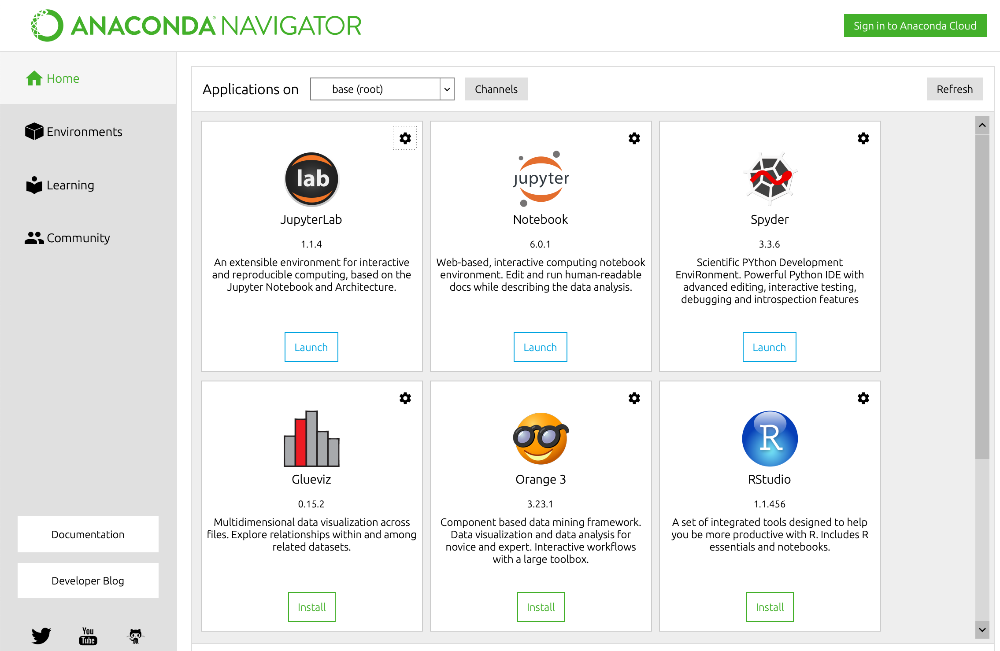 ANACONDA® NAVIGATOR
Sign in to Anaconda Cloud
Home
Environments
Learning
Community
Documentation
Developer Blog
You
Tube
Applications on
base (root)
Channels
Refresh
lab
JupyterLab
1.1.4
An extensible environment for interactive
and reproducible computing, based on the
Jupyter Notebook and Architecture.
Launch
jupyter
Notebook
6.0.1
Web-based, interactive computing notebook
environment. Edit and run human-readable
docs while describing the data analysis.
Launch
Spyder
3.3.6
Scientific PYthon Development
EnviRonment. Powerful Python IDE with
advanced editing, interactive testing,
debugging and introspection features
Launch
Glueviz
0.15.2
Multidimensional data visualization across
files. Explore relationships within and among
related datasets.
Install
Orange 3
3.23.1
Component based data mining framework.
Data visualization and data analysis for
novice and expert. Interactive workflows
with a large toolbox.
Install
R
RStudio
1.1.456
A set of integrated tools designed to help
you be more productive with R. Includes R
essentials and notebooks.
Install